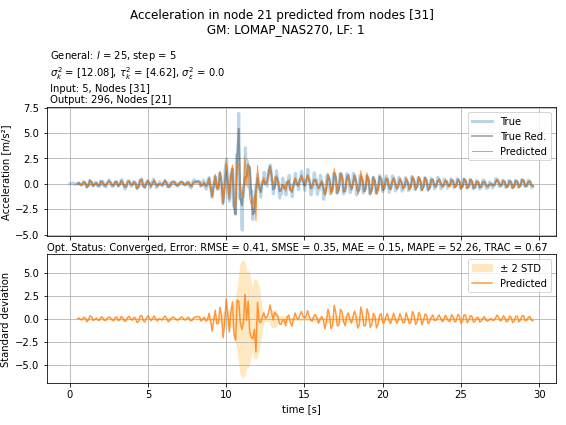 Acceleration in node 21 predicted from nodes [31]
GM: LOMAP_NAS270, LF: 1
General: l = 25, step = 5
σ²ₖ = [12.08], τ²ₖ = [4.62], σ²ε = 0.0
Input: 5, Nodes [31]
Output: 296, Nodes [21]
7.5
5.0
2.5
0.0
−2.5
−5.0
Acceleration [m/s²]
True
True Red.
Predicted
Opt. Status: Converged, Error: RMSE = 0.41, SMSE = 0.35, MAE = 0.15, MAPE = 52.26, TRAC = 0.67
5.0
2.5
0.0
−2.5
−5.0
Standard deviation
± 2 STD
Predicted
0 5 10 15 20 25 30
time [s]